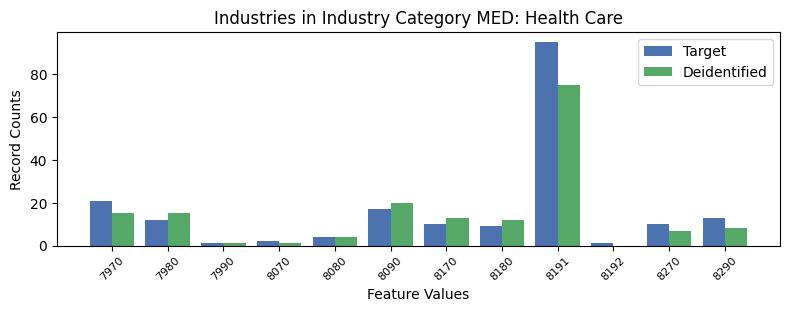 Industries in Industry Category MED: Health Care
Target
Deidentified
Record Counts
80
60
40
20
0
7970 7980 7990 8070 8080 8090 8170 8180 8191 8192 8270 8290
Feature Values